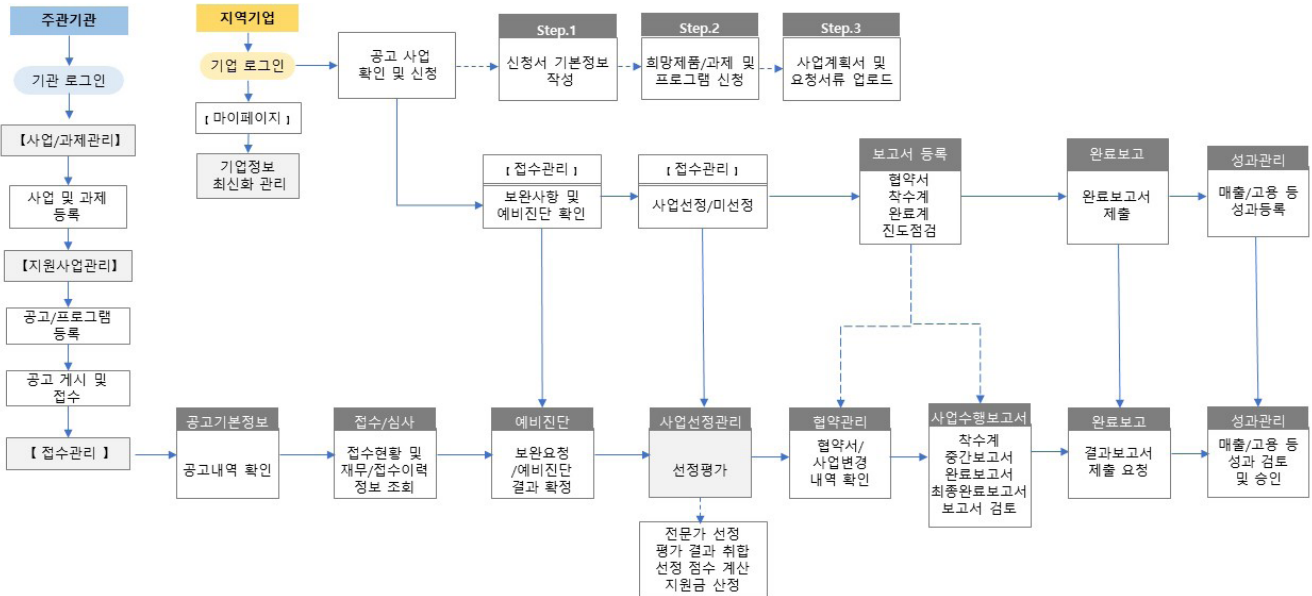 주관기관
기관 로그인
【사업/과제관리】
사업 및 과제
등록
【지원사업관리】
공고/프로그램
등록
공고 게시 및
접수
【 접수관리 】
지역기업
기업 로그인
[ 마이페이지 ]
기업정보
최신화 관리
공고 사업
확인 및 신청
Step.1
신청서 기본정보
작성
Step.2
희망제품/과제 및
프로그램 신청
Step.3
사업계획서 및
요청서류 업로드
[ 접수관리 ]
보완사항 및
예비진단 확인
[ 접수관리 ]
사업선정/미선정
보고서 등록
협약서
착수계
완료계
진도점검
완료보고
완료보고서
제출
성과관리
매출/고용 등
성과등록
공고기본정보
공고내역 확인
접수/심사
접수현황 및
재무/접수이력
정보 조회
예비진단
보완요청
/예비진단
결과 확정
사업선정관리
선정평가
전문가 선정
평가 결과 취합
선정 점수 계산
지원금 산정
협약관리
협약서/
사업변경
내역 확인
사업수행보고서
착수계
중간보고서
완료보고서
최종완료보고서
보고서 검토
완료보고
결과보고서
제출 요청
성과관리
매출/고용 등
성과 검토
및 승인